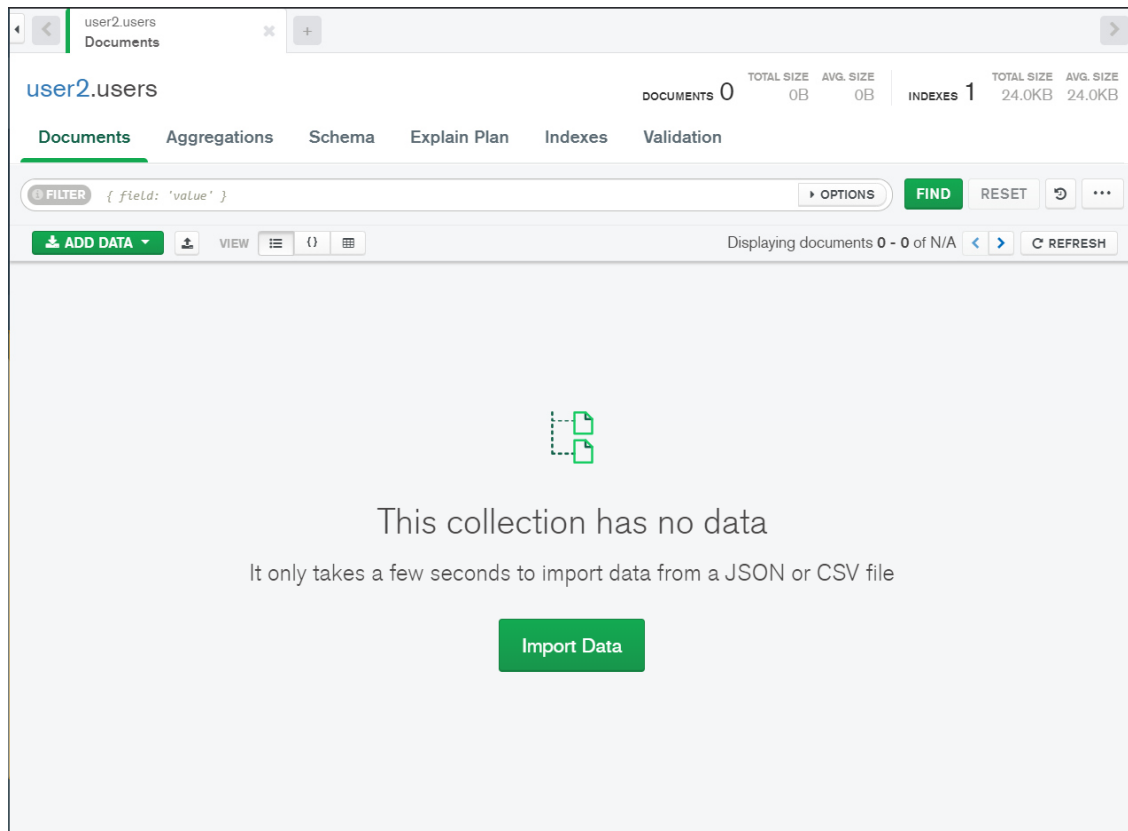 user2.users
Documents
user2.users
DOCUMENTS 0 TOTAL SIZE 0B AVG. SIZE 0B INDEXES 1 TOTAL SIZE 24.0KB AVG. SIZE 24.0KB
Documents Aggregations Schema Explain Plan Indexes Validation
FILTER { field: 'value' } OPTIONS FIND RESET
ADD DATA VIEW {} Displaying documents 0 - 0 of N/A REFRESH
This collection has no data
It only takes a few seconds to import data from a JSON or CSV file
Import Data